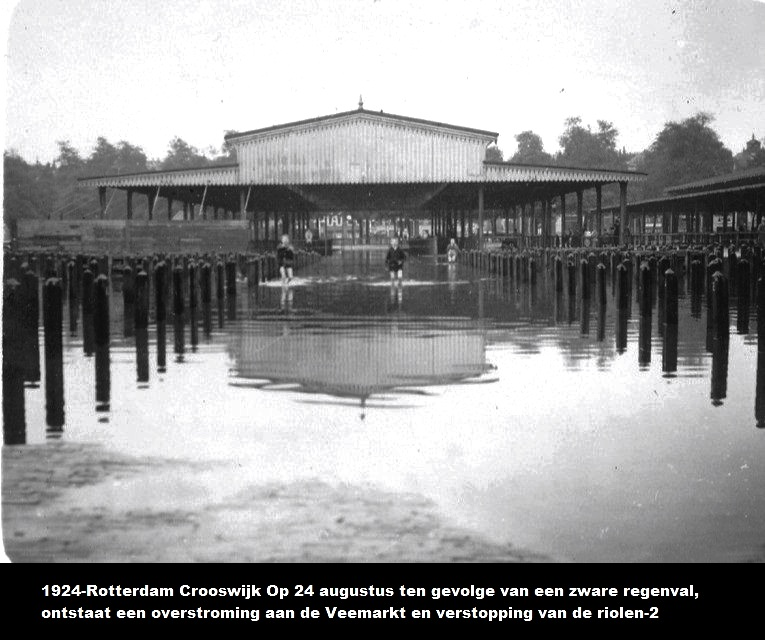 1924-Rotterdam Crooswijk Op 24 augustus ten gevolge van een zware regenval,
ontstaat een overstroming aan de Veemarkt en verstopping van de riolen-2